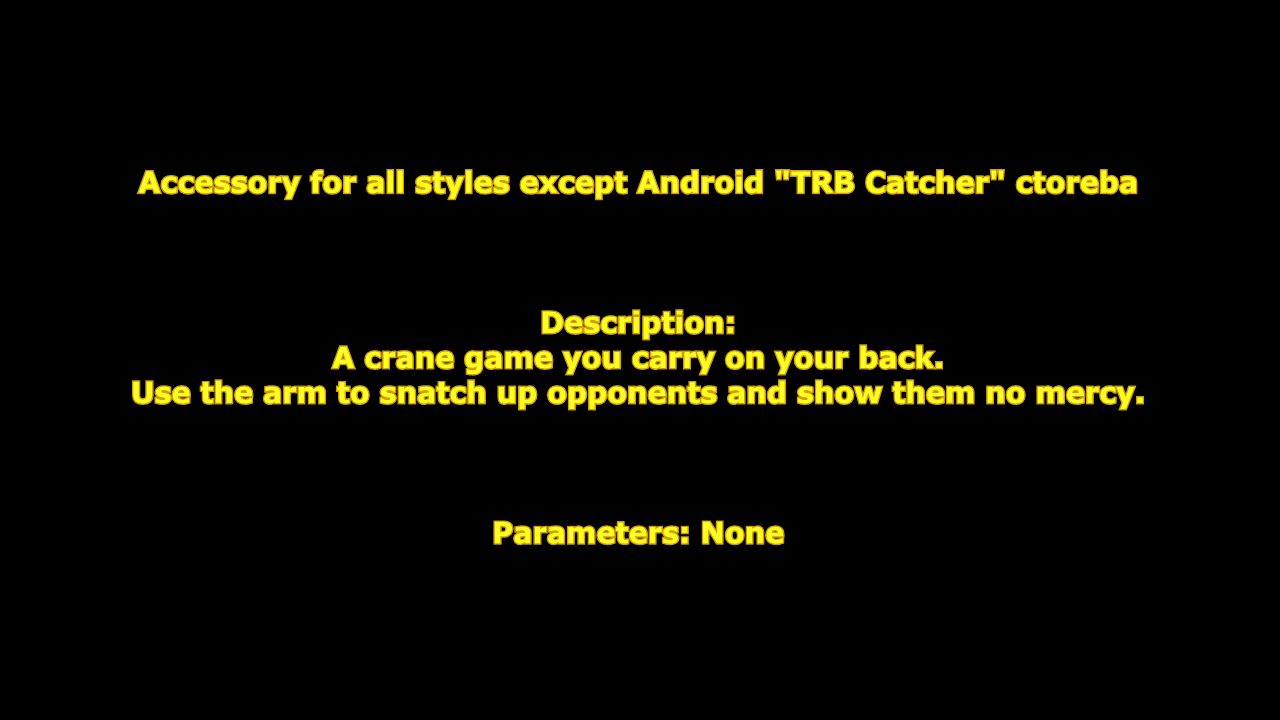 Accessory for all styles except Android "TRB Catcher" ctoreba
Description:
A crane game you carry on your back.
Use the arm to snatch up opponents and show them no mercy.
Parameters: None